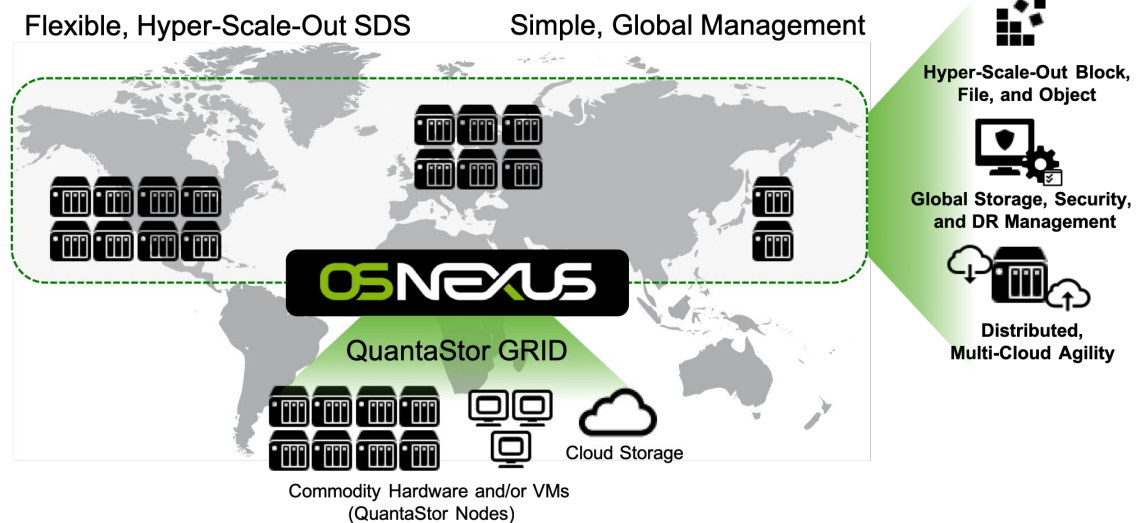 Flexible, Hyper-Scale-Out SDS
Simple, Global Management
Hyper-Scale-Out Block,
File, and Object
Global Storage, Security,
and DR Management
Distributed,
Multi-Cloud Agility
OSNEXUS
QuantaStor GRID
Cloud Storage
Commodity Hardware and/or VMs
(QuantaStor Nodes)